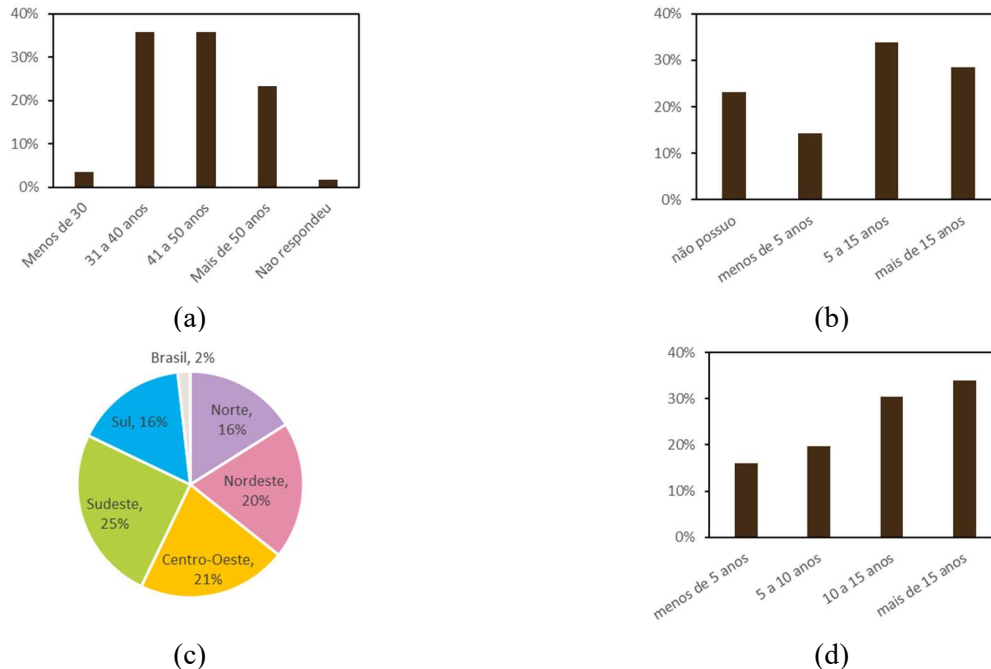 40%
30%
20%
10%
0%
Menos de 30
31 a 40 anos
41 a 50 anos
Mais de 50 anos
Nao respondeu
(a)
40%
30%
20%
10%
0%
não possuo
menos de 5 anos
5 a 15 anos
mais de 15 anos
(b)
Brasil, 2%
Norte,
16%
Nordeste,
20%
Centro-Oeste,
21%
Sudeste,
25%
Sul, 16%
(c)
40%
30%
20%
10%
0%
menos de 5 anos
5 a 10 anos
10 a 15 anos
mais de 15 anos
(d)